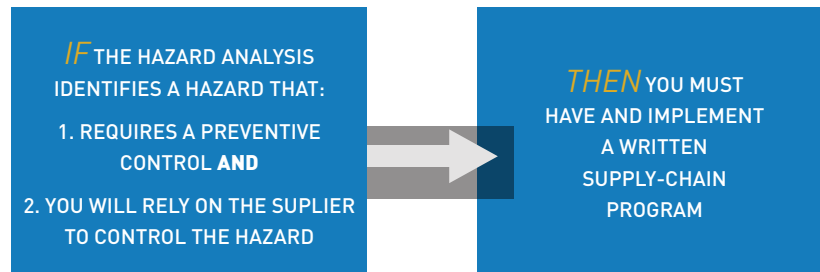 IF THE HAZARD ANALYSIS
IDENTIFIES A HAZARD THAT:
1. REQUIRES A PREVENTIVE
CONTROL AND
2. YOU WILL RELY ON THE SUPLIER
TO CONTROL THE HAZARD
THEN YOU MUST
HAVE AND IMPLEMENT
A WRITTEN
SUPPLY-CHAIN
PROGRAM